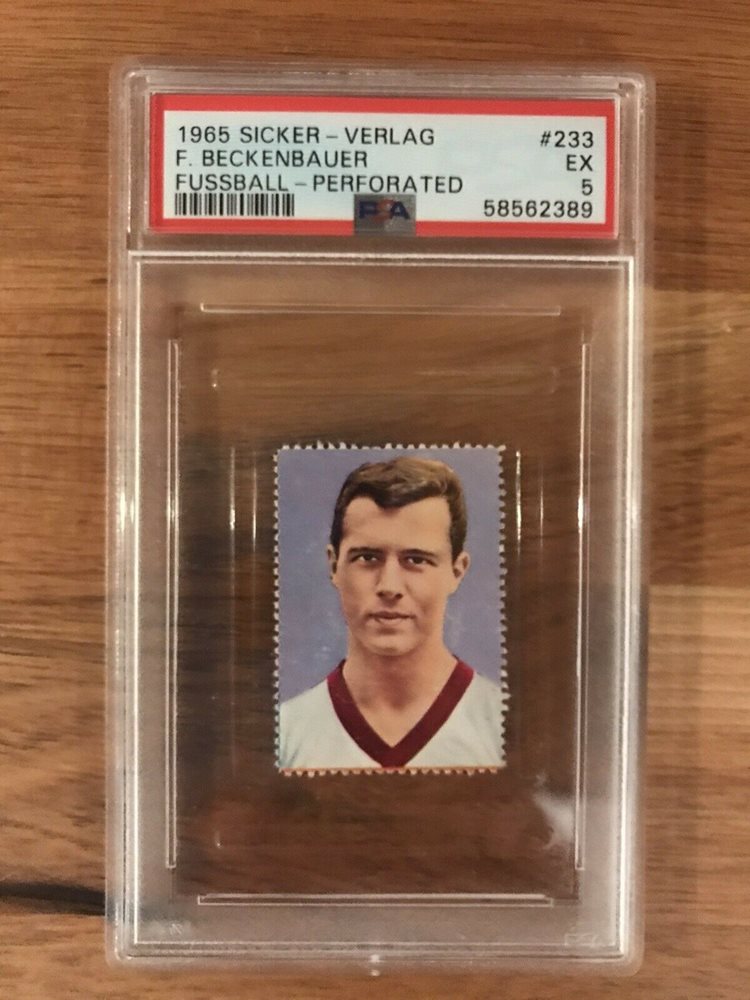 1965 SICKER - VERLAG #233
F. BECKENBAUER EX
FUSSBALL - PERFORATED 5
PSA 58562389